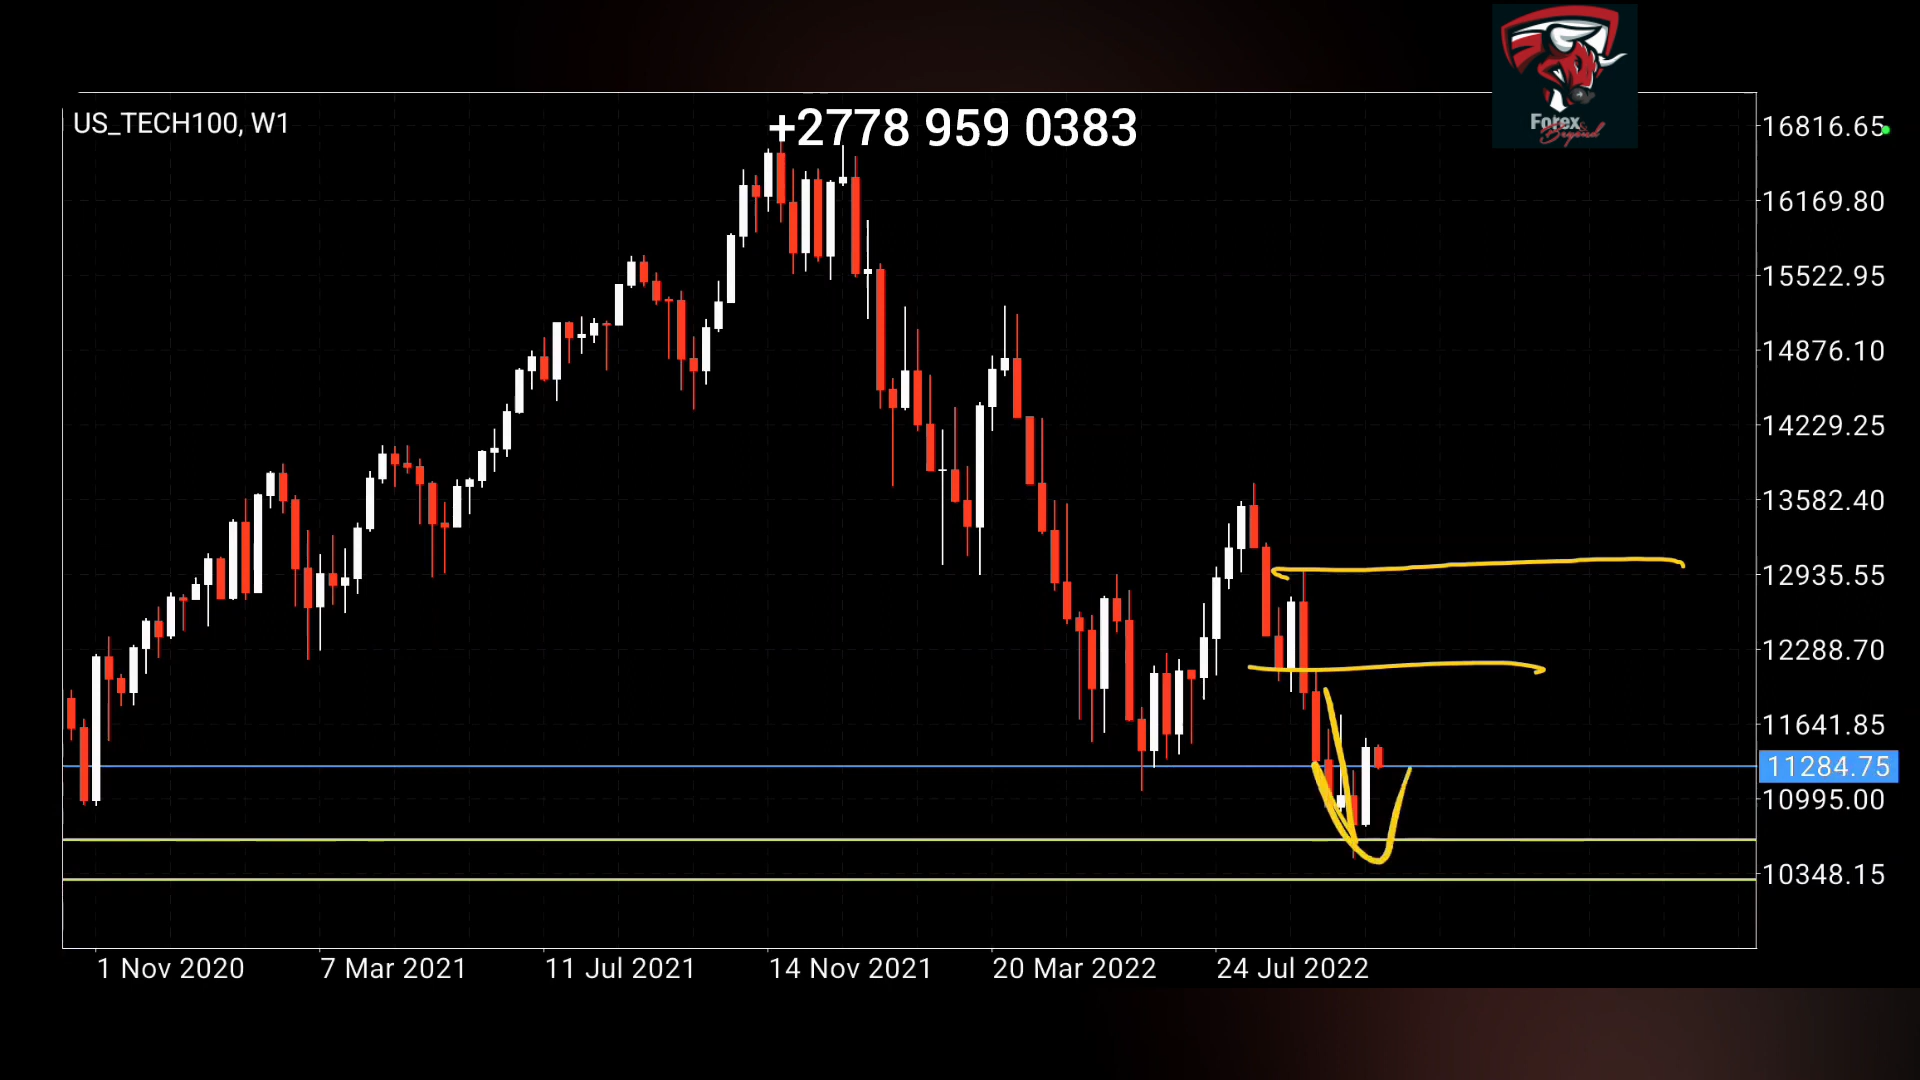 US_TECH100, W1
+2778 959 0383
Forex
Beyond
16816.65
16169.80
15522.95
14876.10
14229.25
13582.40
12935.55
12288.70
11641.85
11284.75
10995.00
10348.15
1 Nov 2020
7 Mar 2021
11 Jul 2021
14 Nov 2021
20 Mar 2022
24 Jul 2022